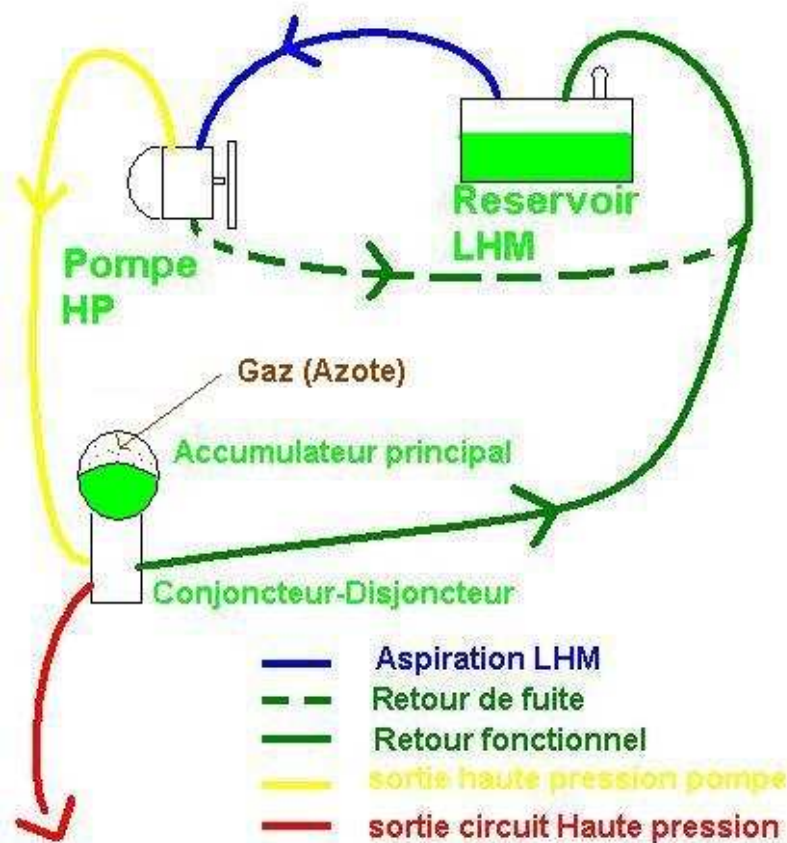 Reservoir
LHM
Pompe
HP
Gaz (Azote)
Accumulateur principal
Conjoncteur-Disjoncteur
Aspiration LHM
Retour de fuite
Retour fonctionnel
sortie haute pression pompe
sortie circuit Haute pression